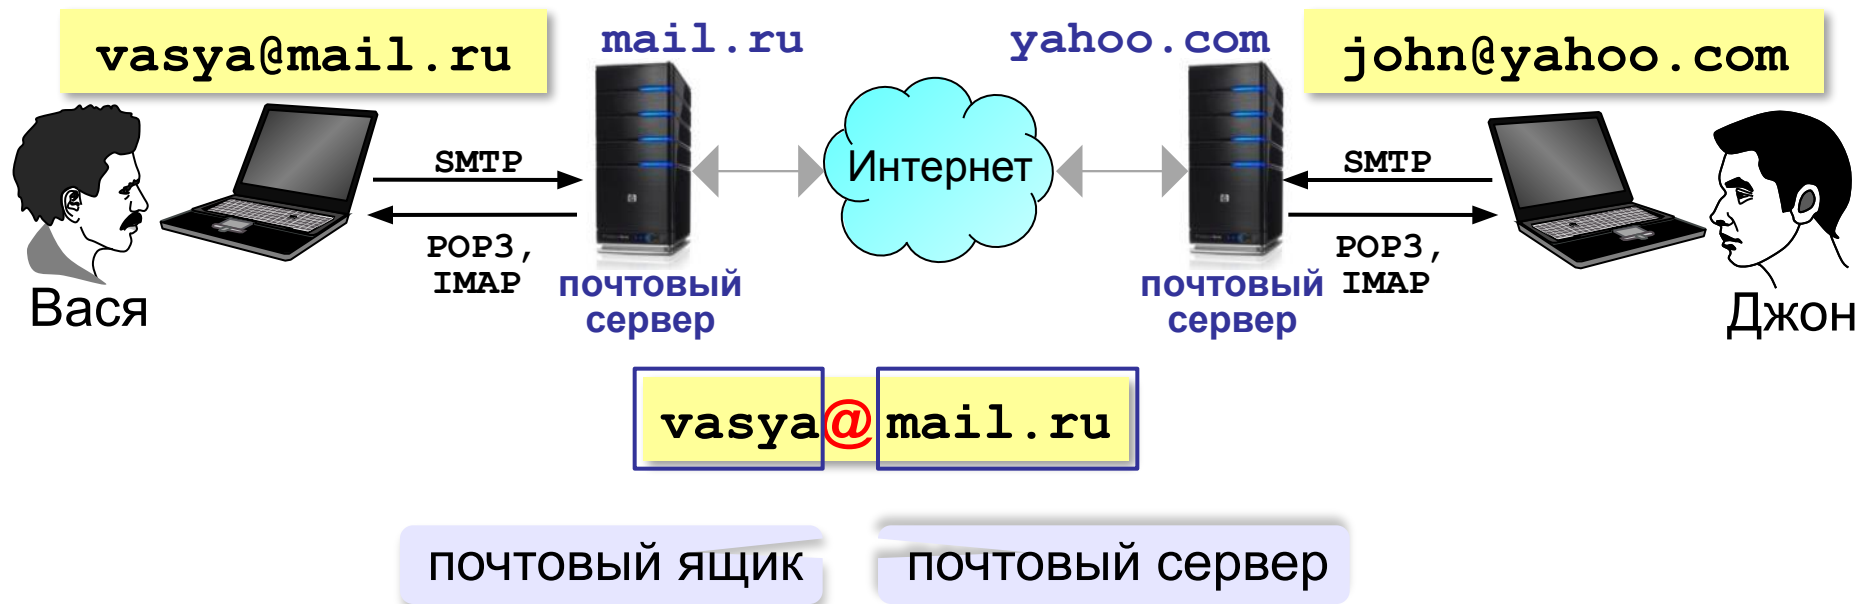 vasya@mail.ru
mail.ru
yahoo.com
john@yahoo.com
SMTP
Интернет
SMTP
POP3,
IMAP
POP3,
IMAP
почтовый
сервер
почтовый
сервер
Вася
Джон
vasya@mail.ru
почтовый ящик
почтовый сервер